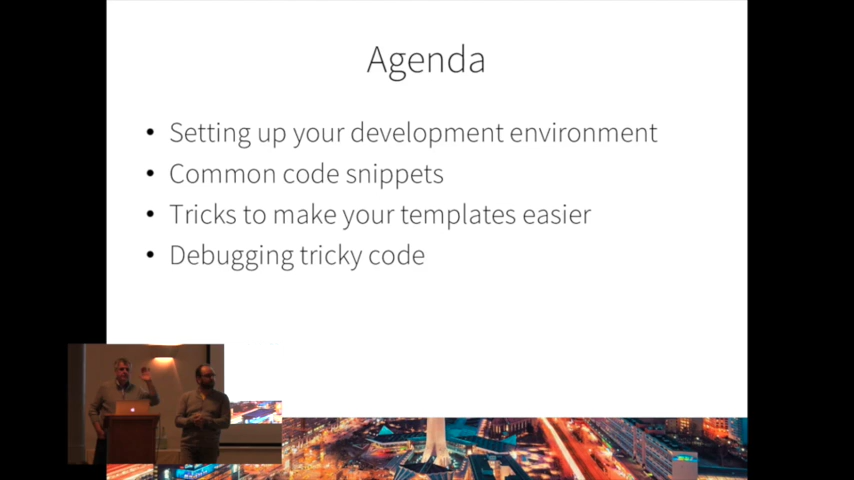 Agenda
• Setting up your development environment
• Common code snippets
• Tricks to make your templates easier
• Debugging tricky code